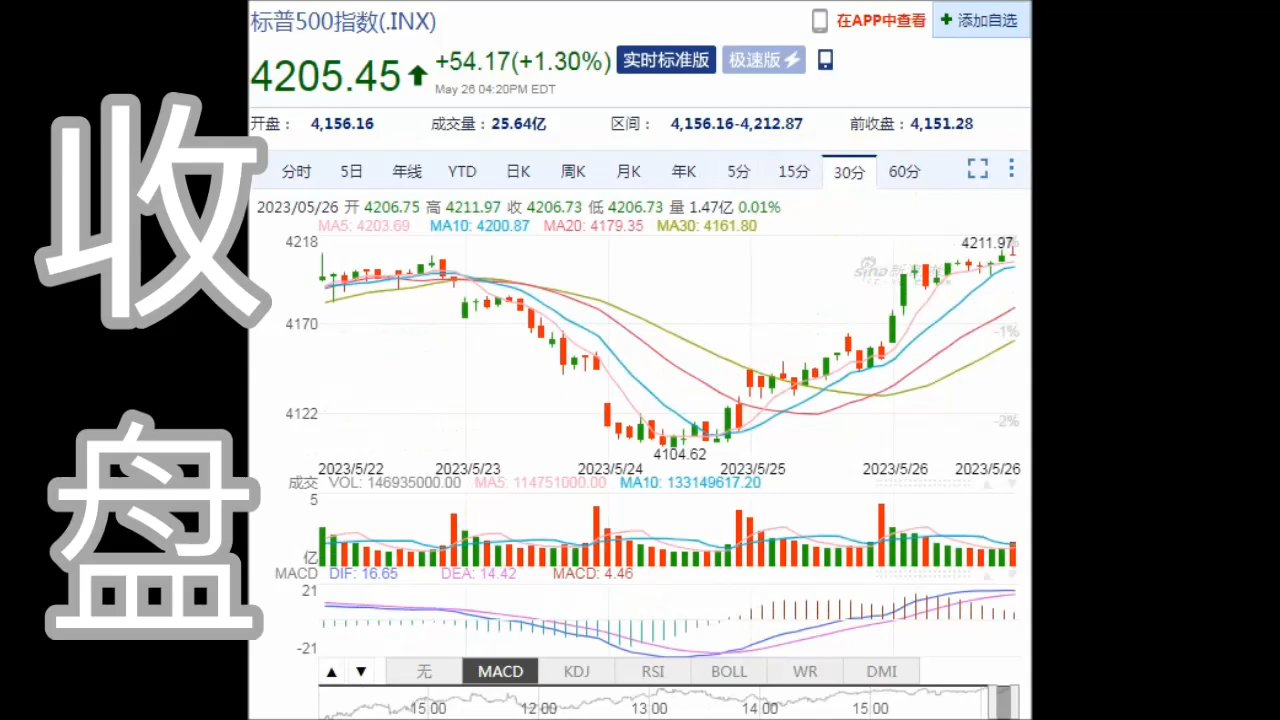 收
盘
标普500指数(.INX)
在APP中查看
添加自选
4205.45
+54.17(+1.30%)
实时标准版
极速版
May 26 04:20PM EDT
开盘： 4,156.16
成交量：25.64亿
区间： 4,156.16-4,212.87
前收盘：4,151.28
分时 5日 年线 YTD 日K 周K 月K 年K 5分 15分 30分 60分
2023/05/26 开 4206.75 高 4211.97 收 4206.73 低 4206.73 量 1.47亿 0.01%
MA5: 4203.69 MA10: 4200.87 MA20: 4179.35 MA30: 4161.80
4218
4211.97
sina
4170
-1%
4122
-2%
4104.62
2023/5/22 2023/5/23 2023/5/24 2023/5/25 2023/5/26 2023/5/26
成交 VOL: 146935000.00 MA5: 114751000.00 MA10: 133149617.20
5
亿
MACD DIF: 16.65 DEA: 14.42 MACD: 4.46
21
-21
无 MACD KDJ RSI BOLL WR DMI
15:00 12:00 13:00 14:00 15:00